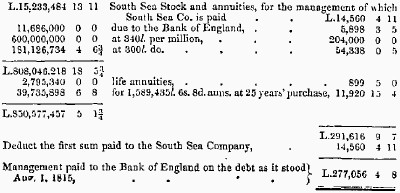 L.15,233,484 13 11 South Sea Stock and annuities, for the management of which
South Sea Co. is paid . . L.14,560 4 11
11,686,000 0 0 due to the Bank of England, . . 5,898 3 5
600,000,000 0 0 at 340l. per million, . . 204,000 0 0
181,126,734 4 6¾ at 300l. do. . . . 54,338 0 5
L.808,046,218 18 5¾
2,795,340 0 0 life annuities, . . . . 899 5 0
39,735,898 6 8 for 1,589,435l. 6s. 8d. anns. at 25 years' purchase, 11,920 15 4
L.850,577,457 5 1¾
L.291,616 9 7
Deduct the first sum paid to the South Sea Company, . 14,560 4 11
Management paid to the Bank of England on the debt as it stood
Aug. 1, 1815, . . . . } L.277,056 4 8